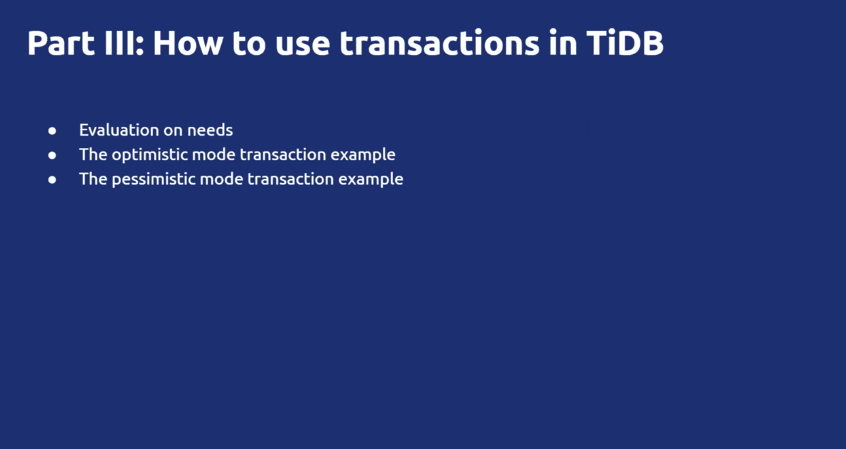 Part III: How to use transactions in TiDB
● Evaluation on needs
● The optimistic mode transaction example
● The pessimistic mode transaction example